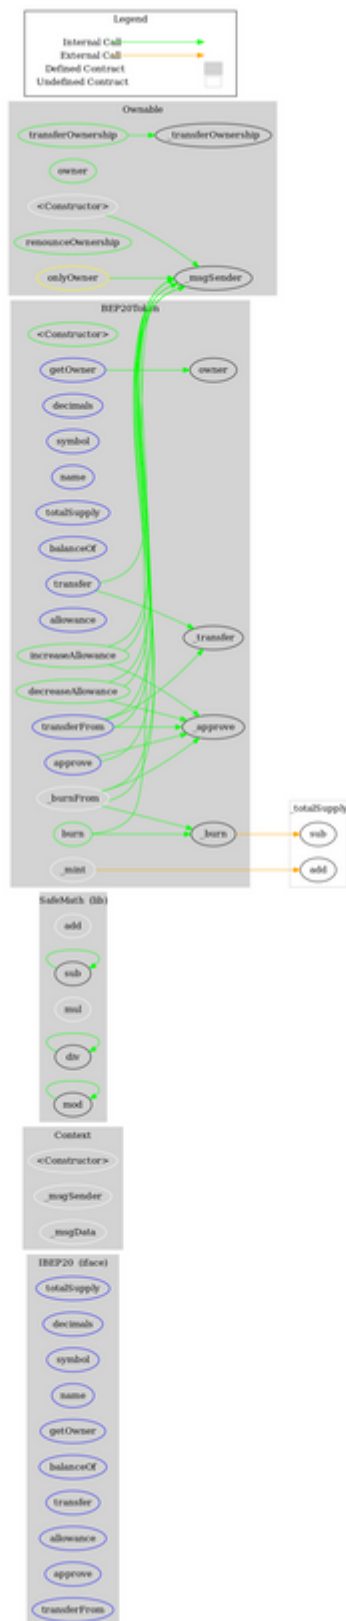 Legend
Internal Call
External Call
Defined Contract
Undefined Contract
Ownable
transferOwnership
_transferOwnership
owner
<Constructor>
renounceOwnership
onlyOwner
_msgSender
BEP20Token
<Constructor>
getOwner
owner
decimals
symbol
name
totalSupply
balanceOf
transfer
allowance
_transfer
increaseAllowance
decreaseAllowance
transferFrom
_approve
approve
_burnFrom
burn
_burn
_mint
_totalSupply
sub
add
SafeMath (lib)
add
sub
mul
div
mod
Context
<Constructor>
_msgSender
_msgData
IBEP20 (iface)
totalSupply
decimals
symbol
name
getOwner
balanceOf
transfer
allowance
approve
transferFrom